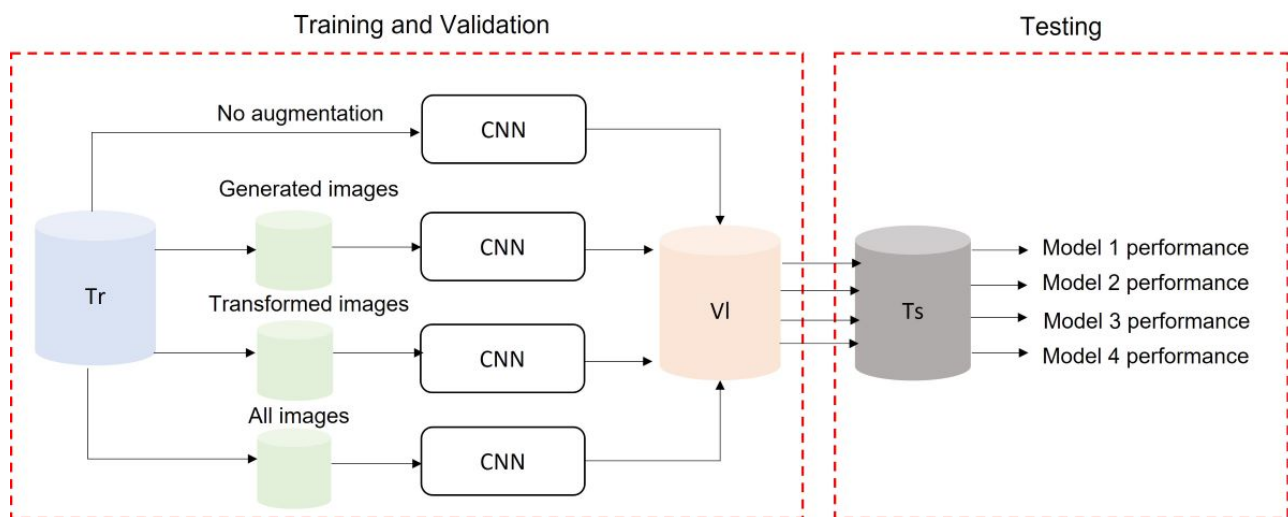 Training and Validation
Testing
No augmentation
CNN
Generated images
CNN
Tr
Transformed images
CNN
All images
CNN
Vl
Ts
Model 1 performance
Model 2 performance
Model 3 performance
Model 4 performance